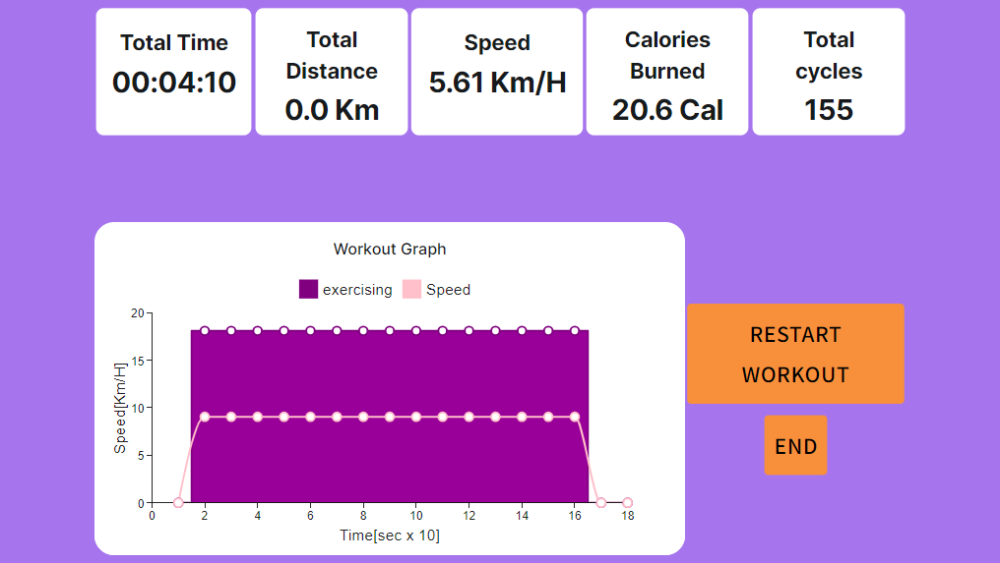 Total Time
00:04:10
Total
Distance
0.0 Km
Speed
5.61 Km/H
Calories
Burned
20.6 Cal
Total
cycles
155
Workout Graph
exercising
Speed
Speed[Km/H]
20
15
10
5
0
0 2 4 6 8 10 12 14 16 18
Time[sec x 10]
RESTART
WORKOUT
END